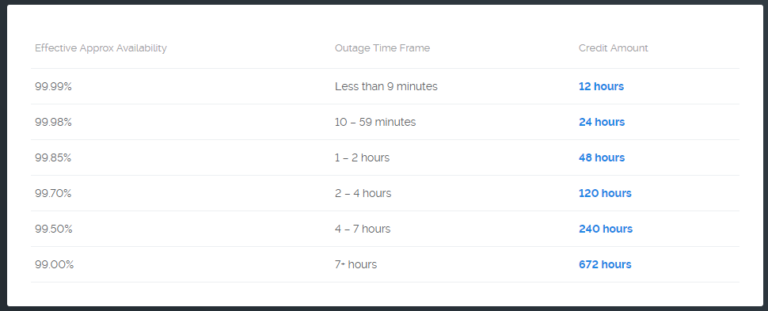 Effective Approx Availability Outage Time Frame Credit Amount
99.99% Less than 9 minutes 12 hours
99.98% 10 – 59 minutes 24 hours
99.85% 1 – 2 hours 48 hours
99.70% 2 – 4 hours 120 hours
99.50% 4 – 7 hours 240 hours
99.00% 7+ hours 672 hours